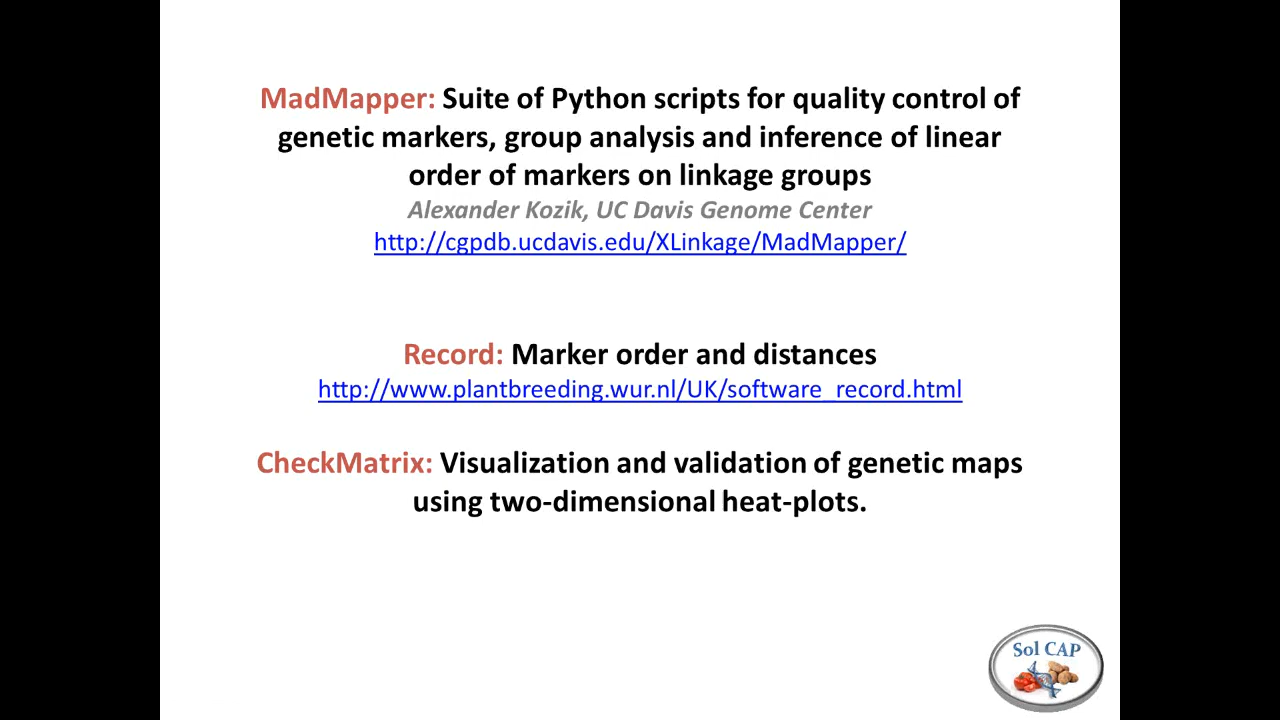 MadMapper: Suite of Python scripts for quality control of
genetic markers, group analysis and inference of linear
order of markers on linkage groups
Alexander Kozik, UC Davis Genome Center
http://cgpdb.ucdavis.edu/XLinkage/MadMapper/
Record: Marker order and distances
http://www.plantbreeding.wur.nl/UK/software_record.html
CheckMatrix: Visualization and validation of genetic maps
using two-dimensional heat-plots.
Sol CAP